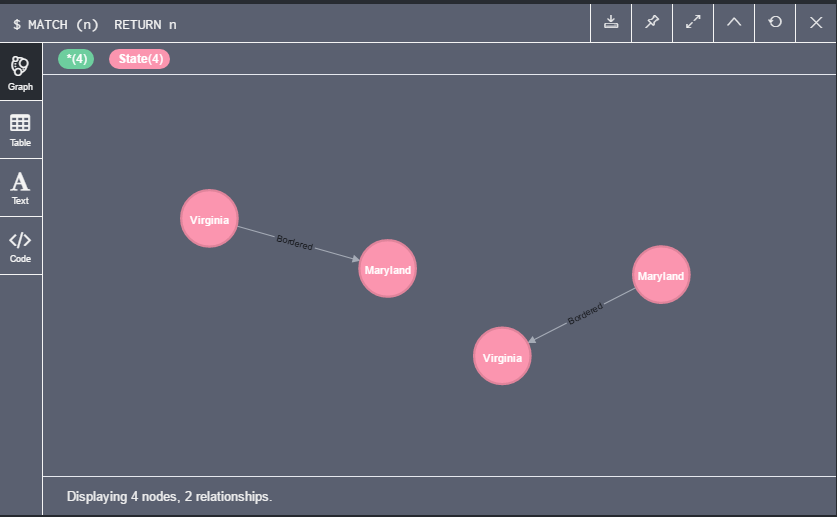 $ MATCH (n) RETURN n
*(4) State(4)
Graph
Table
A
Text
</>
Code
Virginia
Bordered
Maryland
Maryland
Bordered
Virginia
Displaying 4 nodes, 2 relationships.